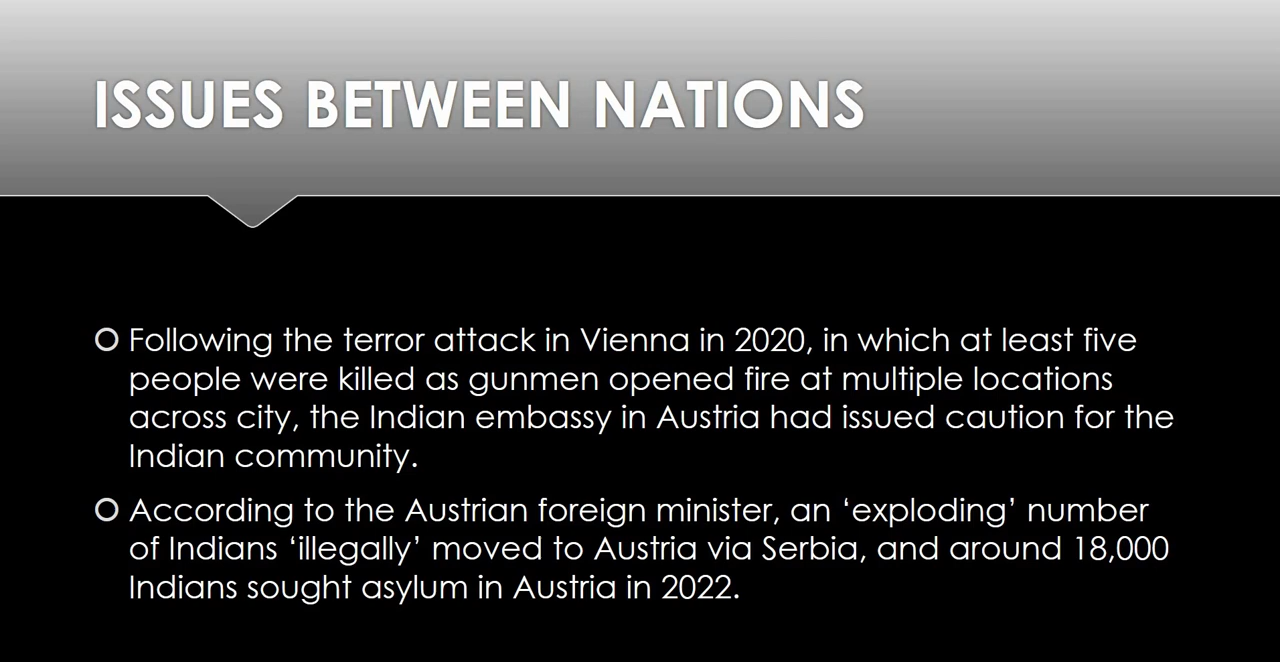 ISSUES BETWEEN NATIONS
Following the terror attack in Vienna in 2020, in which at least five
people were killed as gunmen opened fire at multiple locations
across city, the Indian embassy in Austria had issued caution for the
Indian community.
According to the Austrian foreign minister, an ‘exploding’ number
of Indians ‘illegally’ moved to Austria via Serbia, and around 18,000
Indians sought asylum in Austria in 2022.